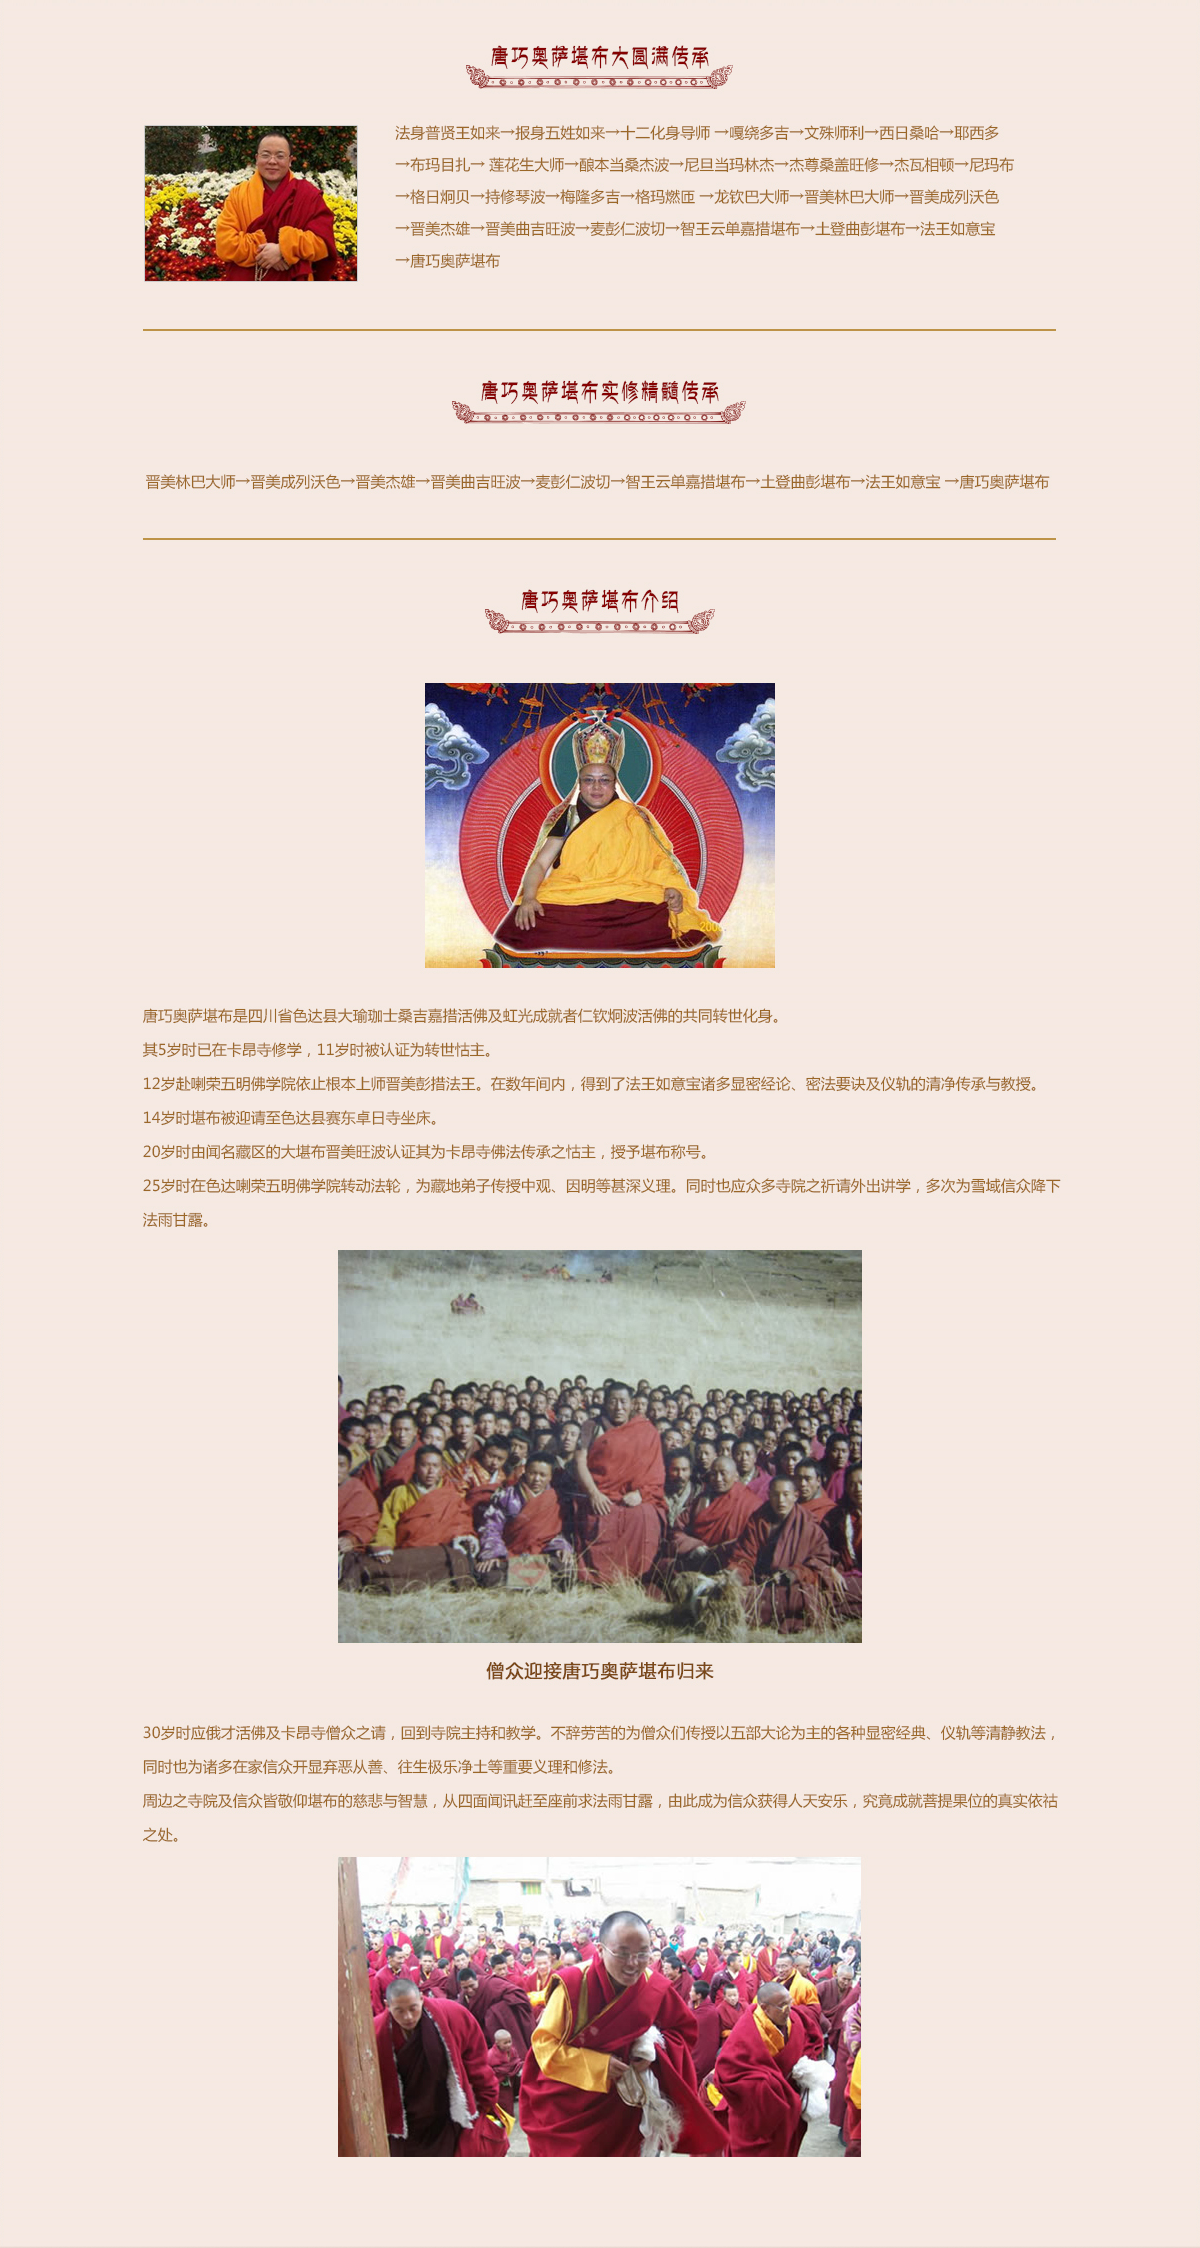 唐巧奥萨堪布大圆满传承
法身普贤王如来→报身五姓如来→十二化身导师 →嘎绕多吉→文殊师利→西日桑哈→耶西多
→布玛目扎→ 莲花生大师→酿本当桑杰波→尼旦当玛林杰→杰尊桑盖旺修→杰瓦相顿→尼玛布
→格日炯贝→持修琴波→梅隆多吉→格玛燃匝 →龙钦巴大师→晋美林巴大师→晋美成列沃色
→晋美杰雄→晋美曲吉旺波→麦彭仁波切→智王云单嘉措堪布→土登曲彭堪布→法王如意宝
→唐巧奥萨堪布
唐巧奥萨堪布实修精髓传承
晋美林巴大师→晋美成列沃色→晋美杰雄→晋美曲吉旺波→麦彭仁波切→智王云单嘉措堪布→土登曲彭堪布→法王如意宝 →唐巧奥萨堪布
唐巧奥萨堪布介绍
唐巧奥萨堪布是四川省色达县大瑜珈士桑吉嘉措活佛及虹光成就者仁钦炯波活佛的共同转世化身。
其5岁时已在卡昂寺修学，11岁时被认证为转世怙主。
12岁赴喇荣五明佛学院依止根本上师晋美彭措法王。在数年间内，得到了法王如意宝诸多显密经论、密法要诀及仪轨的清净传承与教授。
14岁时堪布被迎请至色达县赛东卓日寺坐床。
20岁时由闻名藏区的大堪布晋美旺波认证其为卡昂寺佛法传承之怙主，授予堪布称号。
25岁时在色达喇荣五明佛学院转动法轮，为藏地弟子传授中观、因明等甚深义理。同时也应众多寺院之祈请外出讲学，多次为雪域信众降下
法雨甘露。
僧众迎接唐巧奥萨堪布归来
30岁时应俄才活佛及卡昂寺僧众之请，回到寺院主持和教学。不辞劳苦的为僧众们传授以五部大论为主的各种显密经典、仪轨等清静教法，
同时也为诸多在家信众开显弃恶从善、往生极乐净土等重要义理和修法。
周边之寺院及信众皆敬仰堪布的慈悲与智慧，从四面闻讯赶至座前求法雨甘露，由此成为信众获得人天安乐，究竟成就菩提果位的真实依祜
之处。